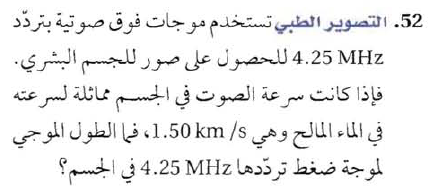 52. التصوير الطبي تستخدم موجات فوق صوتية بتردّد
4.25 MHz للحصول على صور للجسم البشري.
فإذا كانت سرعة الصوت في الجسم مماثلة لسرعته
في الماء المالح وهي 1.50 km/s، فما الطول الموجي
لموجة ضغط تردّدها 4.25 MHz في الجسم؟